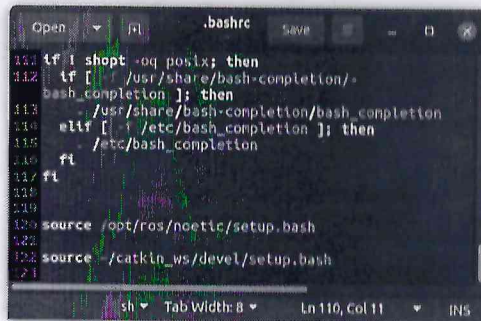 Open .bashrc Save
111 if ! shopt -oq posix; then
112 if [ -f /usr/share/bash-completion/-
bash_completion ]; then
113 . /usr/share/bash-completion/bash_completion
114 elif [ -f /etc/bash_completion ]; then
115 . /etc/bash_completion
116 fi
117 fi
118
119
120 source /opt/ros/noetic/setup.bash
121
122 source ~/catkin_ws/devel/setup.bash
123
sh Tab Width: 8 Ln 110, Col 11 INS